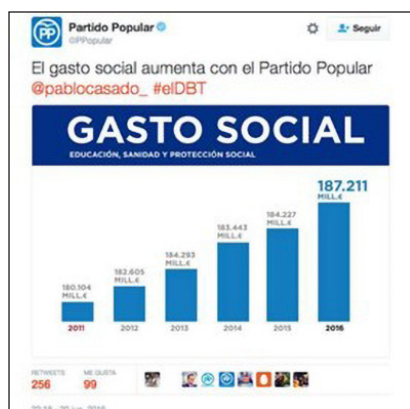 Partido Popular
@PPopular
Seguir
El gasto social aumenta con el Partido Popular
@pablocasado_ #elDBT
GASTO SOCIAL
EDUCACIÓN, SANIDAD Y PROTECCIÓN SOCIAL
187.211
MILL.€
184.227
MILL.€
183.443
MILL.€
184.293
MILL.€
182.605
MILL.€
180.104
MILL.€
2011 2012 2013 2014 2015 2016
RETWEETS ME GUSTA
256 99